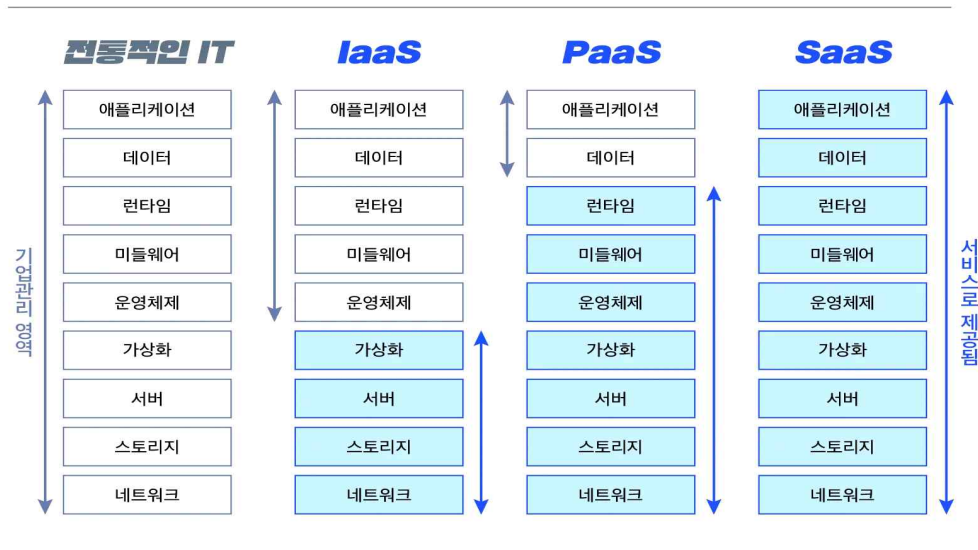 전통적인 IT
IaaS
PaaS
SaaS
기업관리 영역
애플리케이션
데이터
런타임
미들웨어
운영체제
가상화
서버
스토리지
네트워크
애플리케이션
데이터
런타임
미들웨어
운영체제
가상화
서버
스토리지
네트워크
애플리케이션
데이터
런타임
미들웨어
운영체제
가상화
서버
스토리지
네트워크
애플리케이션
데이터
런타임
미들웨어
운영체제
가상화
서버
스토리지
네트워크
서비스로 제공됨